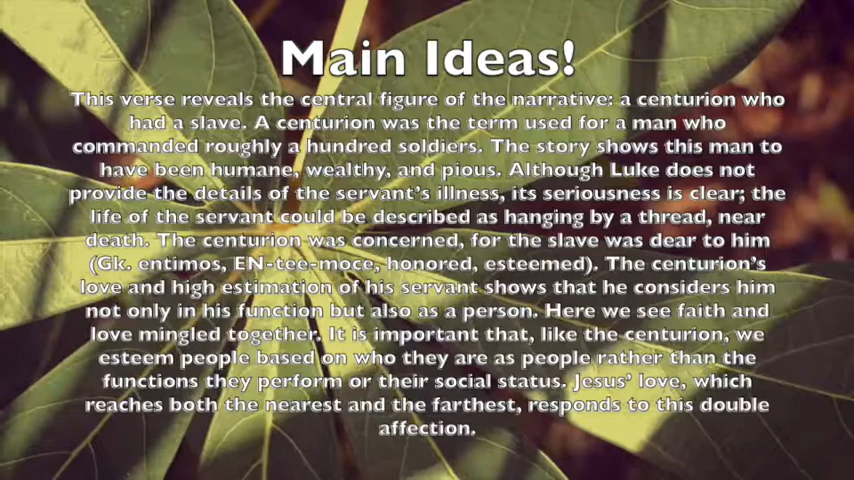 Main Ideas!
This verse reveals the central figure of the narrative: a centurion who
had a slave. A centurion was the term used for a man who
commanded roughly a hundred soldiers. The story shows this man to
have been humane, wealthy, and pious. Although Luke does not
provide the details of the servant's illness, its seriousness is clear; the
life of the servant could be described as hanging by a thread, near
death. The centurion was concerned, for the slave was dear to him
(Gk. entimos, EN-tee-moce, honored, esteemed). The centurion's
love and high estimation of his servant shows that he considers him
not only in his function but also as a person. Here we see faith and
love mingled together. It is important that, like the centurion, we
esteem people based on who they are as people rather than the
functions they perform or their social status. Jesus' love, which
reaches both the nearest and the farthest, responds to this double
affection.